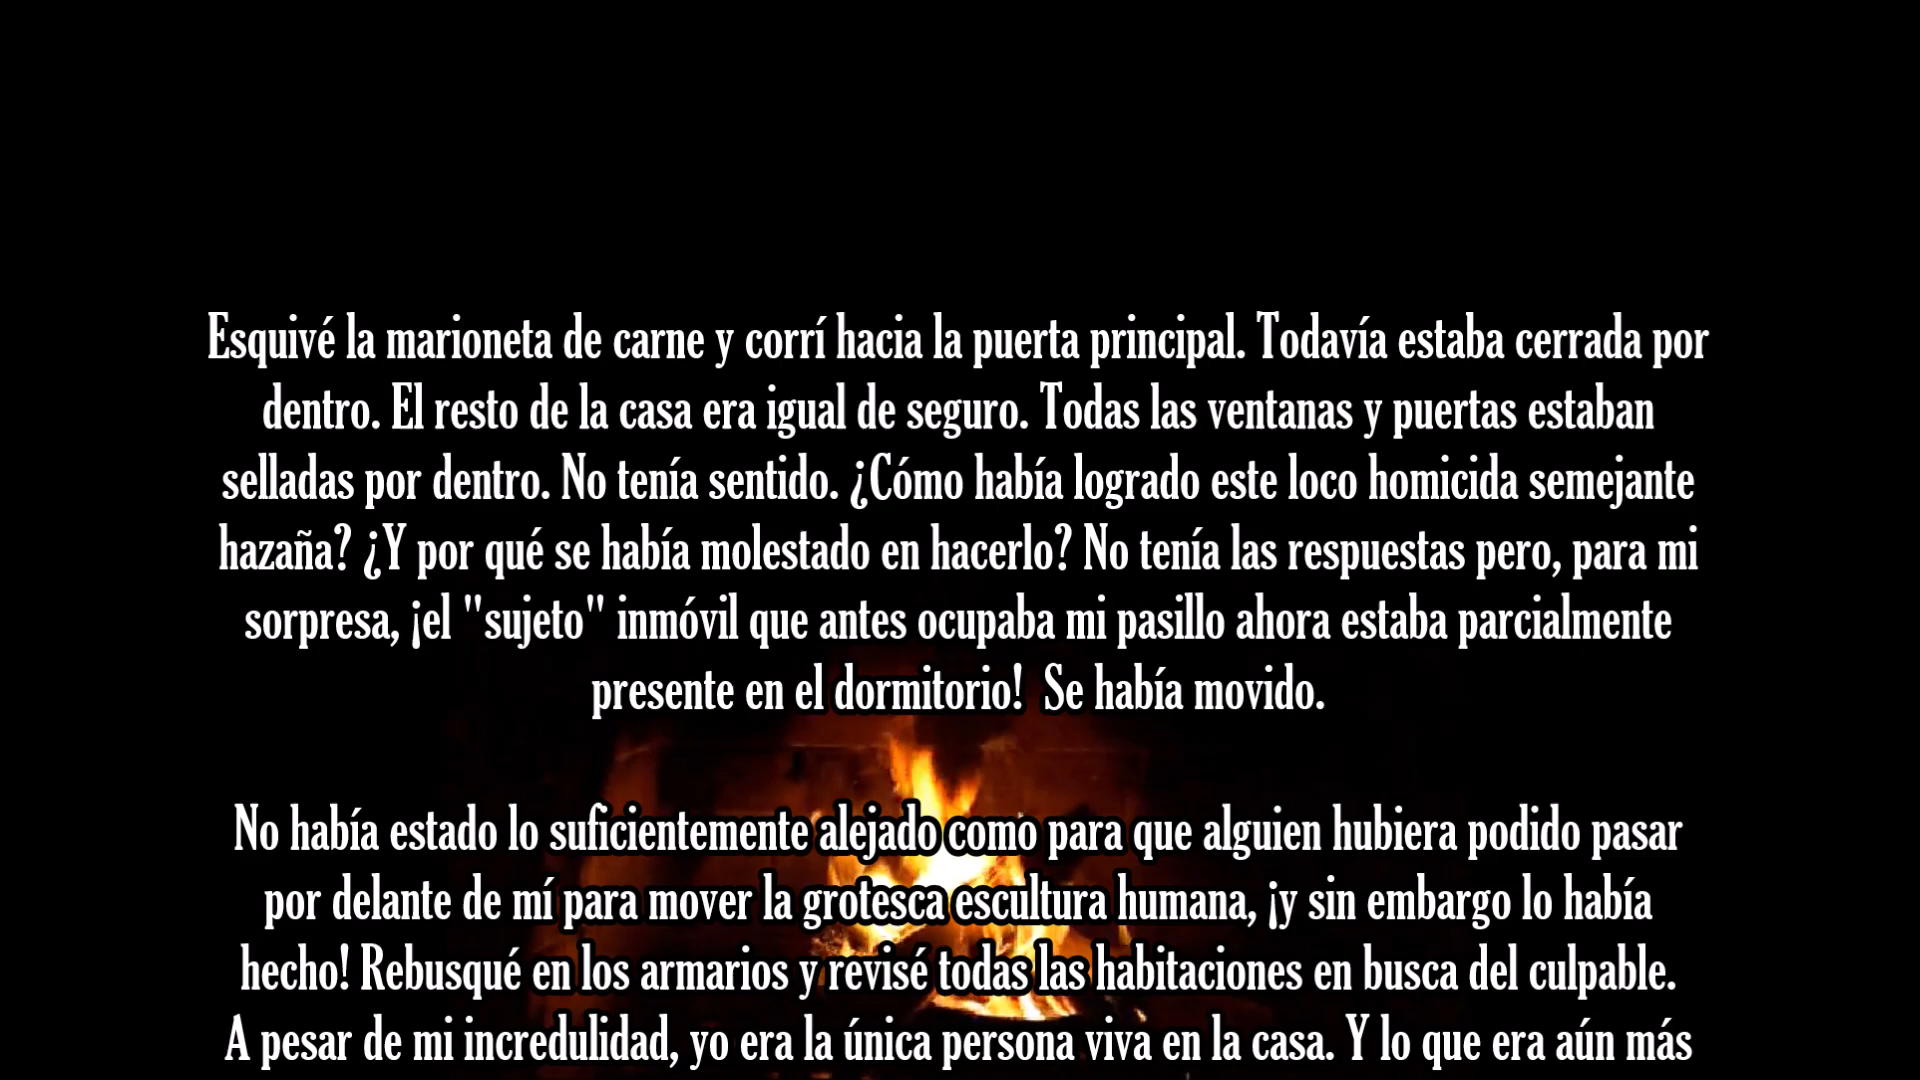 Esquivé la marioneta de carne y corrí hacia la puerta principal. Todavía estaba cerrada por
dentro. El resto de la casa era igual de seguro. Todas las ventanas y puertas estaban
selladas por dentro. No tenía sentido. ¿Cómo había logrado este loco homicida semejante
hazaña? ¿Y por qué se había molestado en hacerlo? No tenía las respuestas pero, para mi
sorpresa, ¡el "sujeto" inmóvil que antes ocupaba mi pasillo ahora estaba parcialmente
presente en el dormitorio!  Se había movido.
No había estado lo suficientemente alejado como para que alguien hubiera podido pasar
por delante de mí para mover la grotesca escultura humana, ¡y sin embargo lo había
hecho! Rebusqué en los armarios y revisé todas las habitaciones en busca del culpable.
A pesar de mi incredulidad, yo era la única persona viva en la casa. Y lo que era aún más